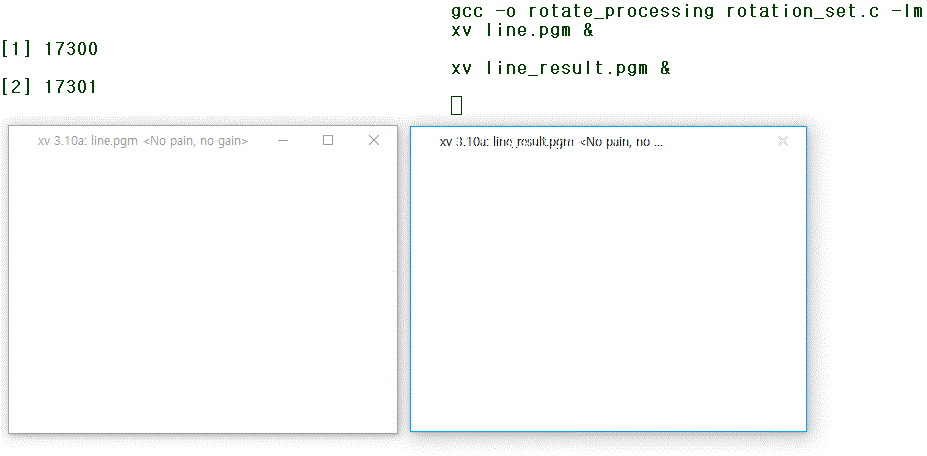 gcc -o rotate_processing rotation_set.c -lm
xv line.pgm &
[1] 17300
xv line_result.pgm &
[2] 17301
xv 3.10a: line.pgm <No pain, no gain>
xv 3.10a: line_result.pgm <No pain, no ...